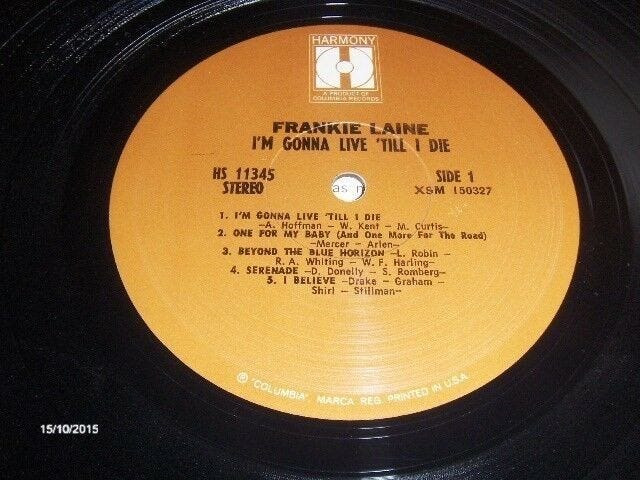 HARMONY
H
A PRODUCT OF
COLUMBIA RECORDS
FRANKIE LAINE
I'M GONNA LIVE 'TILL I DIE
HS 11345
STEREO
SIDE 1
XSM 150327
1. I'M GONNA LIVE 'TILL I DIE
-A. Hoffman - W. Kent - M. Curtis-
2. ONE FOR MY BABY (And One More For The Road)
-Mercer - Arlen-
3. BEYOND THE BLUE HORIZON -L. Robin -
R. A. Whiting - W. F. Harling-
4. SERENADE -D. Donelly - S. Romberg-
5. I BELIEVE -Drake - Graham -
Shirl - Stillman-
® "COLUMBIA", MARCA REG. PRINTED IN U.S.A.
15/10/2015